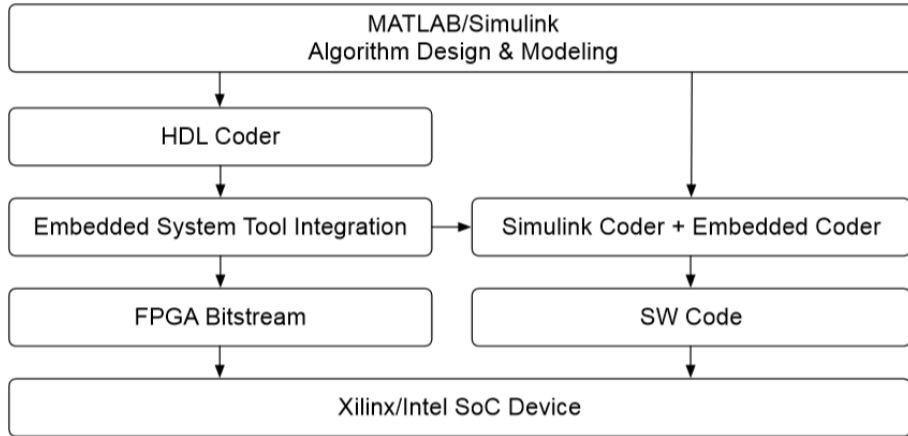 MATLAB/Simulink
Algorithm Design & Modeling
HDL Coder
Embedded System Tool Integration
Simulink Coder + Embedded Coder
FPGA Bitstream
SW Code
Xilinx/Intel SoC Device